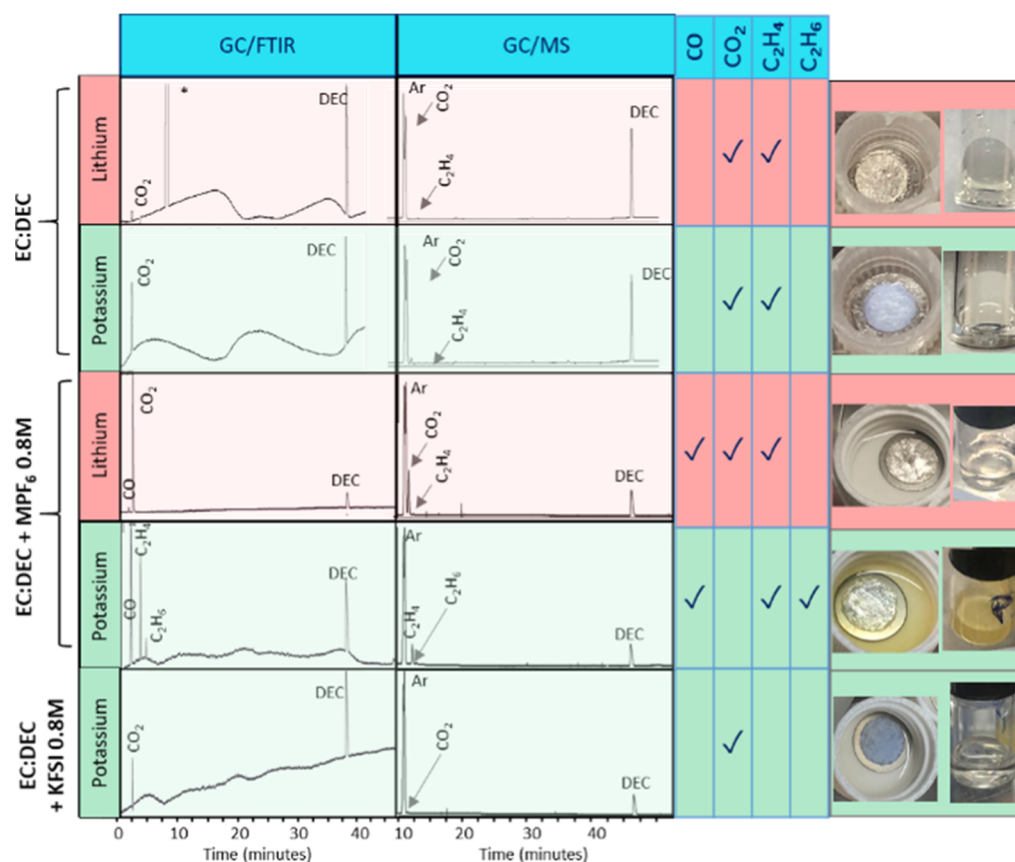 GC/FTIR GC/MS CO CO₂ C₂H₄ C₂H₆
EC:DEC
Lithium
CO₂ * DEC
Ar CO₂ C₂H₄ DEC
✓ ✓
Potassium
CO₂ DEC
Ar CO₂ C₂H₄ DEC
✓ ✓
EC:DEC + MPF₆ 0.8M
Lithium
CO CO₂ DEC
Ar CO₂ C₂H₄ DEC
✓ ✓ ✓
Potassium
CO C₂H₄ C₂H₆ DEC
Ar C₂H₄ C₂H₆ DEC
✓ ✓ ✓
EC:DEC
+ KFSI 0.8M
Potassium
CO₂ DEC
Ar CO₂ DEC
✓
0 10 20 30 40 10 20 40
Time (minutes) Time (minutes)